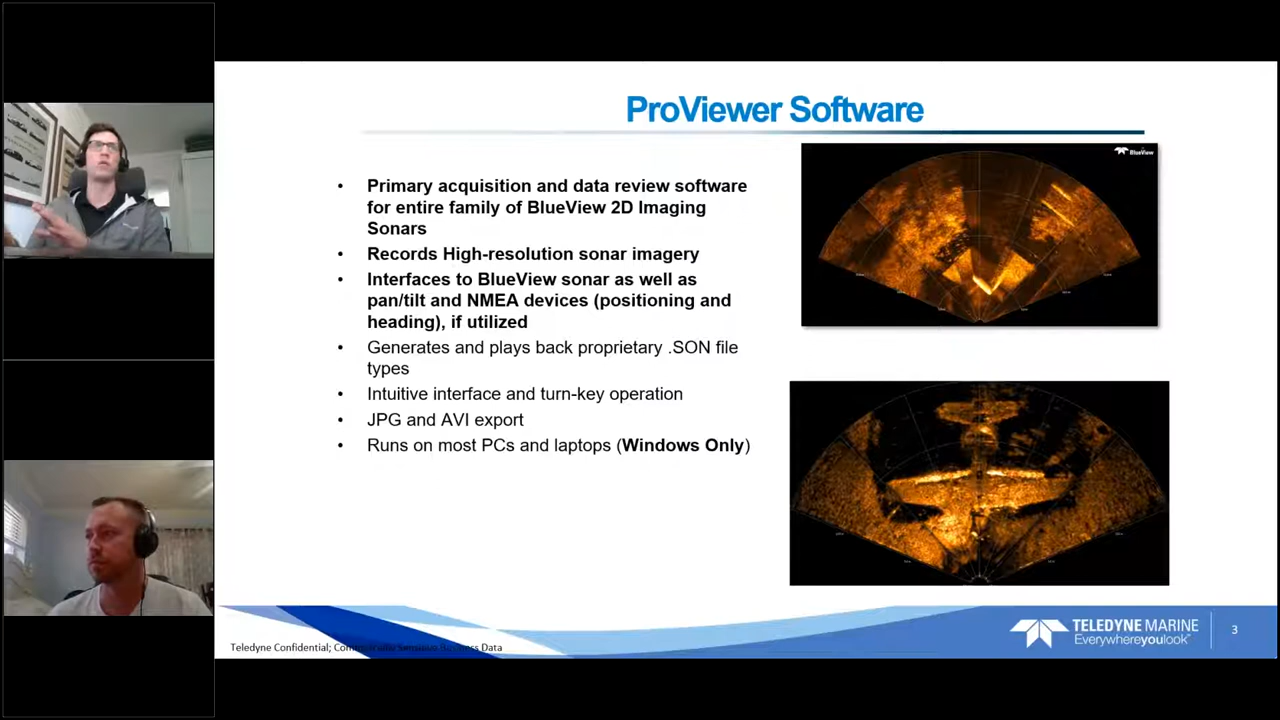 ProViewer Software
• Primary acquisition and data review software
for entire family of BlueView 2D Imaging
Sonars
• Records High-resolution sonar imagery
• Interfaces to BlueView sonar as well as
pan/tilt and NMEA devices (positioning and
heading), if utilized
• Generates and plays back proprietary .SON file
types
• Intuitive interface and turn-key operation
• JPG and AVI export
• Runs on most PCs and laptops (Windows Only)
BlueView
Teledyne Confidential; Commercially Sensitive Business Data
TELEDYNE MARINE
Everywhereyoulook™
3